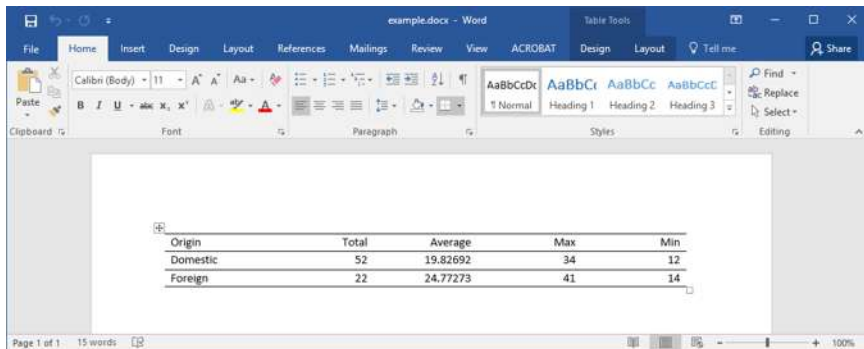 example.docx - Word
Table Tools
File Home Insert Design Layout References Mailings Review View ACROBAT Design Layout Tell me Share
Calibri (Body) 11 A A Aa
AaBbCcDc AaBbCc AaBbCc AaBbCcC
Find
Replace
Select
Paste
B I U abc x, x' A
¶ Normal Heading 1 Heading 2 Heading 3
Clipboard Font Paragraph Styles Editing
Origin Total Average Max Min
Domestic 52 19.82692 34 12
Foreign 22 24.77273 41 14
Page 1 of 1 15 words 100%